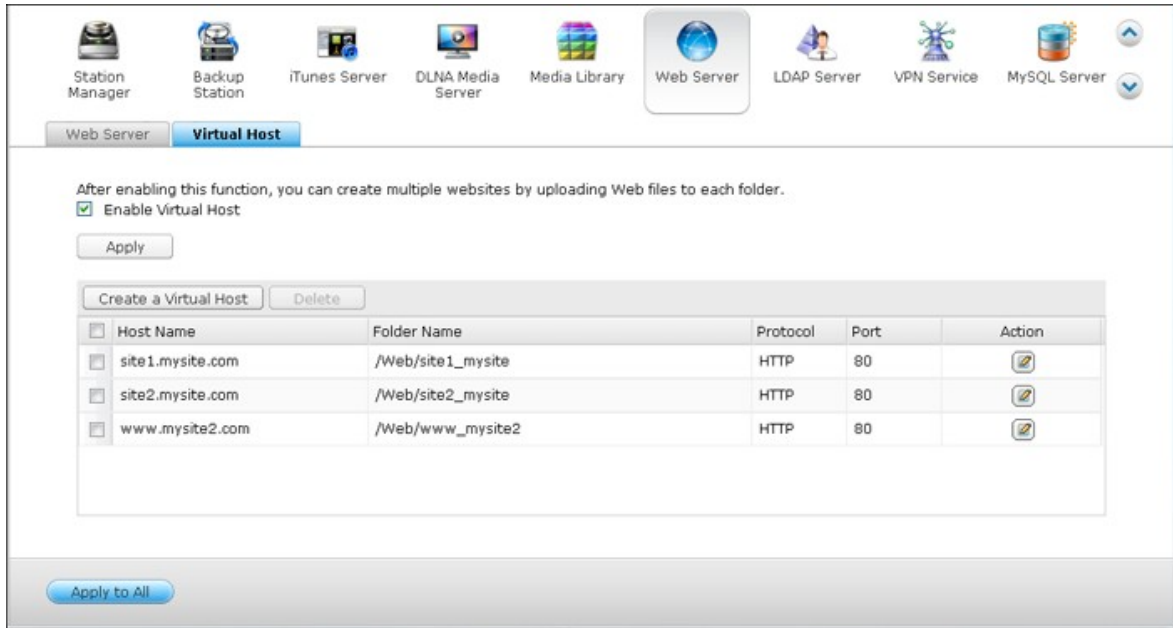 Station Manager
Backup Station
iTunes Server
DLNA Media Server
Media Library
Web Server
LDAP Server
VPN Service
MySQL Server
Web Server
Virtual Host
After enabling this function, you can create multiple websites by uploading Web files to each folder.
Enable Virtual Host
Apply
Create a Virtual Host Delete
Host Name Folder Name Protocol Port Action
site1.mysite.com /Web/site1_mysite HTTP 80
site2.mysite.com /Web/site2_mysite HTTP 80
www.mysite2.com /Web/www_mysite2 HTTP 80
Apply to All